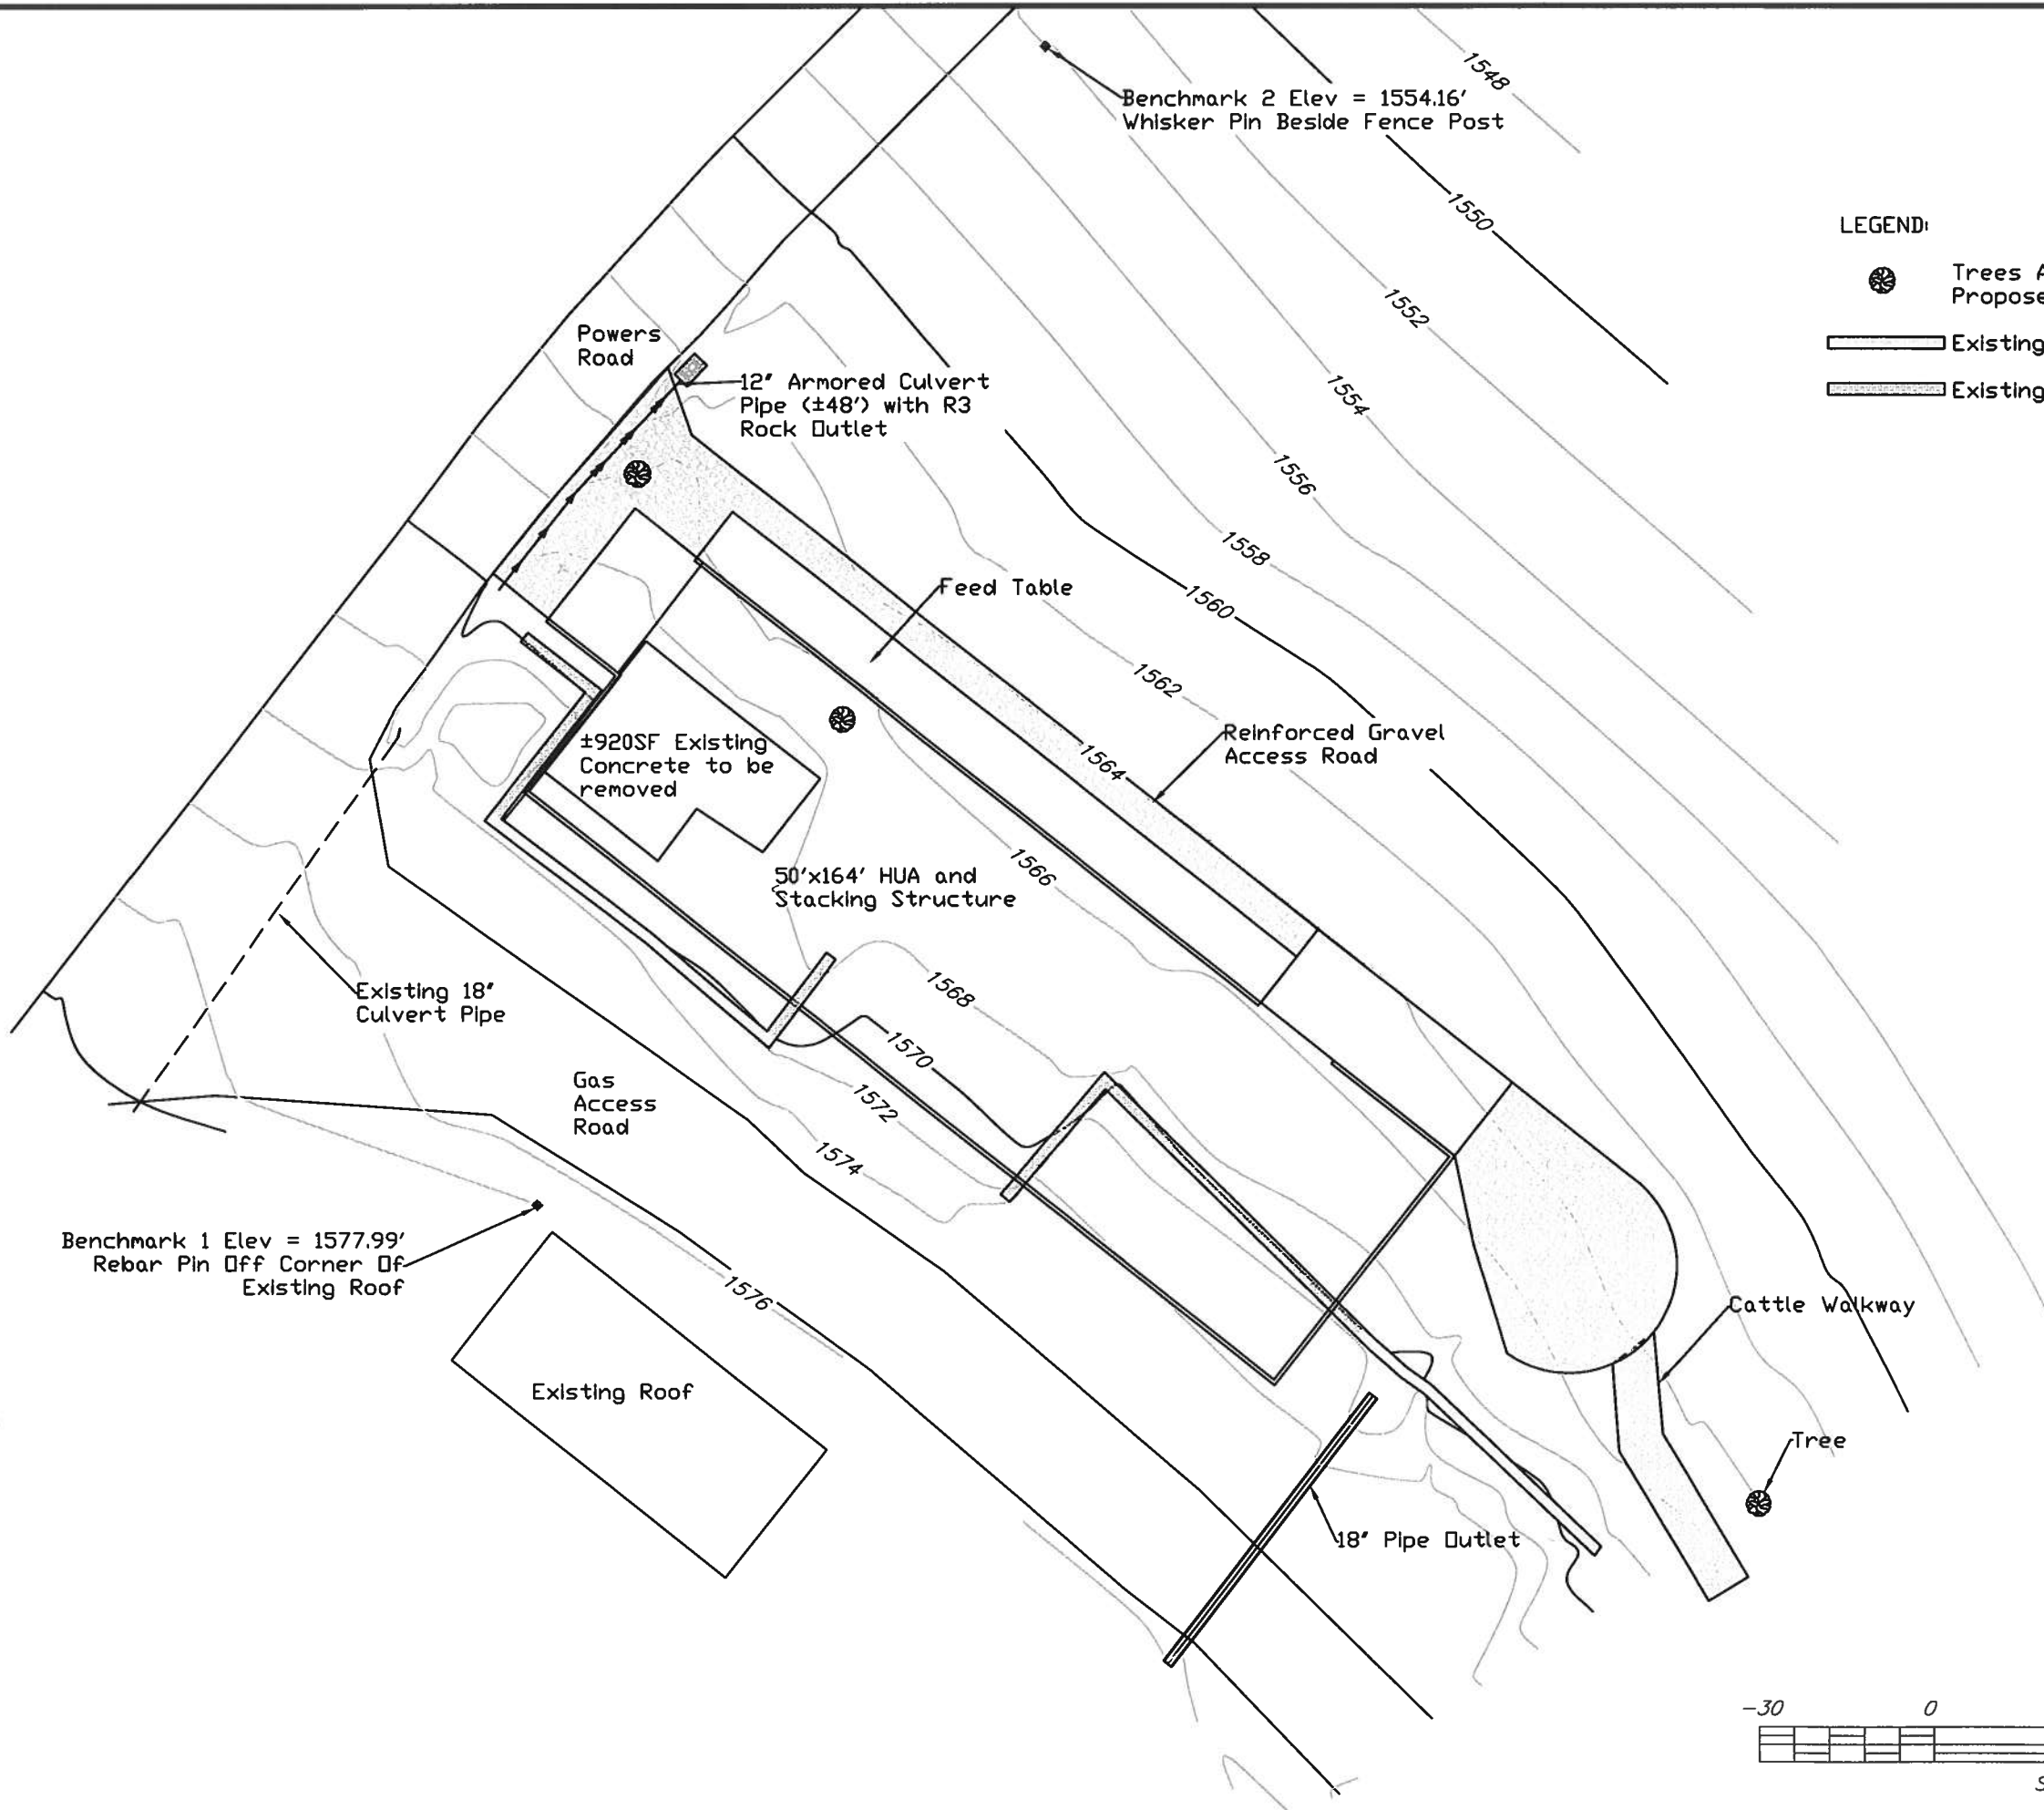 1548
Benchmark 2 Elev = 1554.16'
Whisker Pin Beside Fence Post
1550
LEGEND:
Trees A
Propose
Existing
Existing
1552
Powers
Road
12" Armored Culvert
Pipe (±48') with R3
Rock Outlet
1554
1556
1558
Feed Table
1560
1562
Reinforced Gravel
Access Road
±920SF Existing
Concrete to be
removed
1564
50'x164' HUA and
Stacking Structure
1566
Existing 18"
Culvert Pipe
1568
1570
Gas
Access
Road
1572
1574
Benchmark 1 Elev = 1577.99'
Rebar Pin Off Corner Of
Existing Roof
1576
Cattle Walkway
Existing Roof
Tree
18" Pipe Outlet
-30 0
S